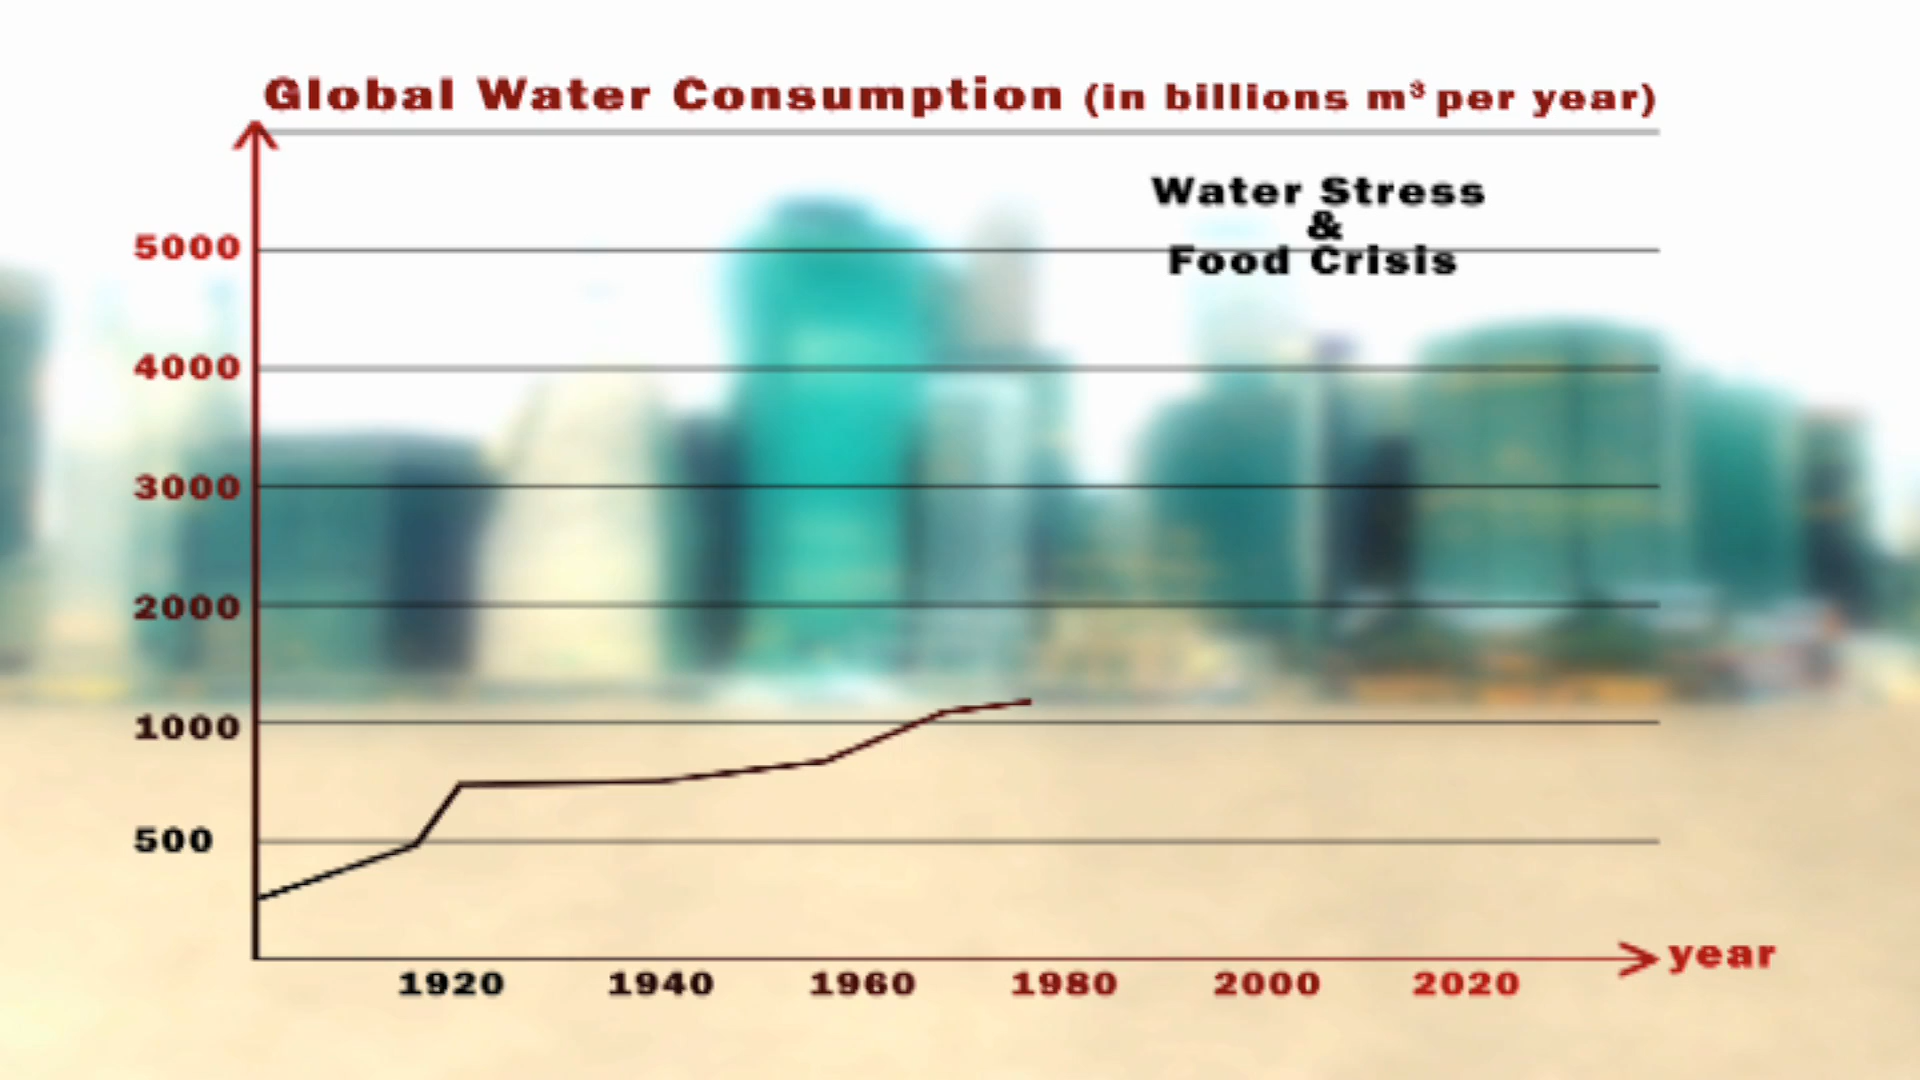 Global Water Consumption (in billions m³ per year)
Water Stress
&
Food Crisis
5000
4000
3000
2000
1000
500
year
1920 1940 1960 1980 2000 2020